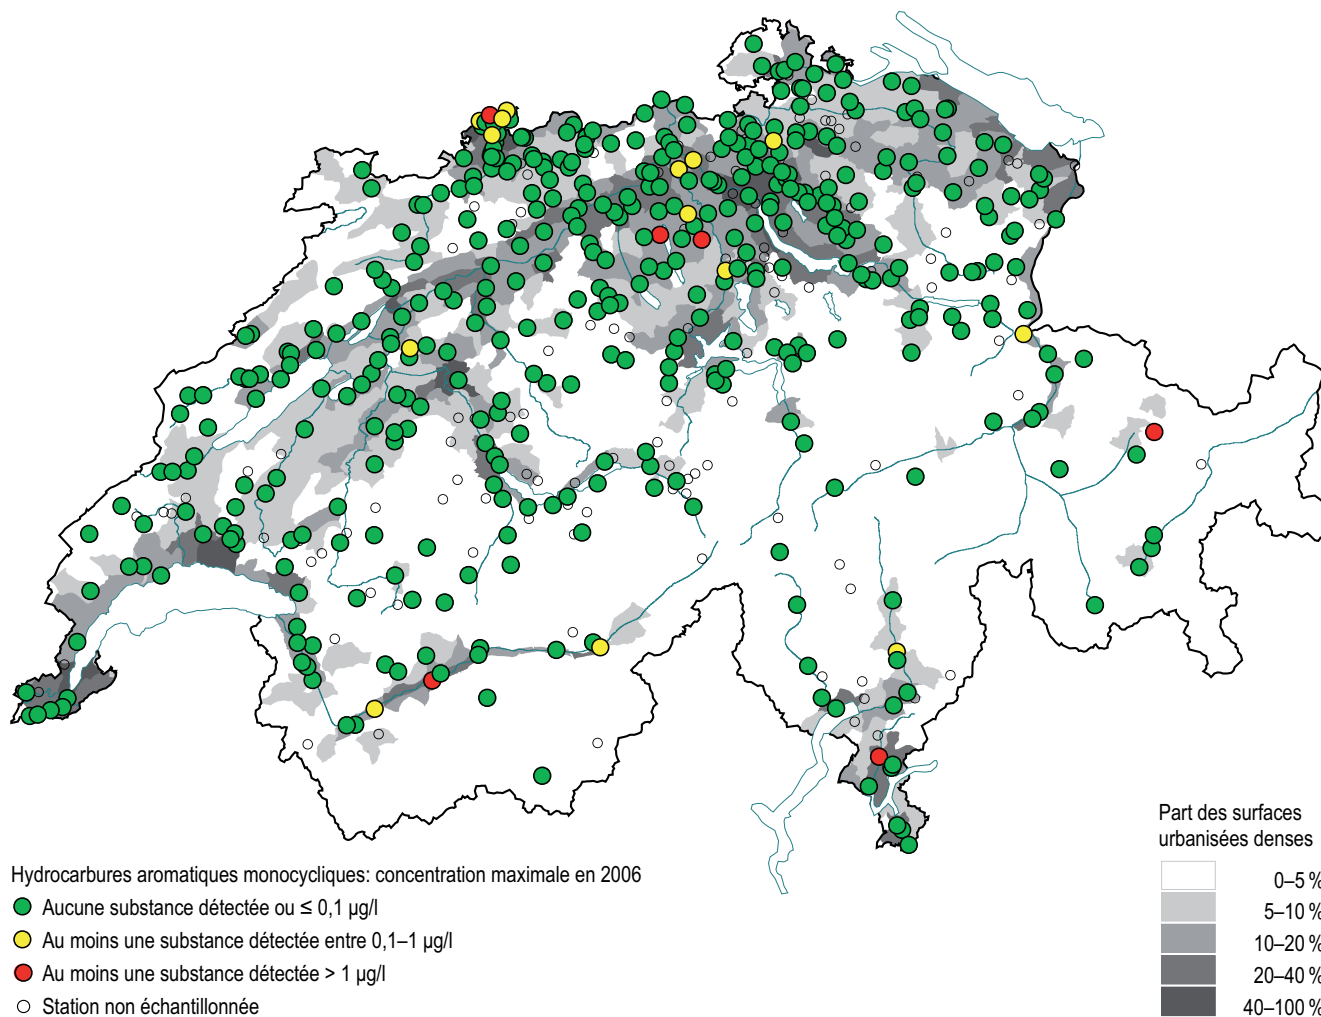 Hydrocarbures aromatiques monocycliques: concentration maximale en 2006
Aucune substance détectée ou ≤ 0,1 µg/l
Au moins une substance détectée entre 0,1–1 µg/l
Au moins une substance détectée > 1 µg/l
Station non échantillonnée
Part des surfaces
urbanisées denses
0–5 %
5–10 %
10–20 %
20–40 %
40–100 %